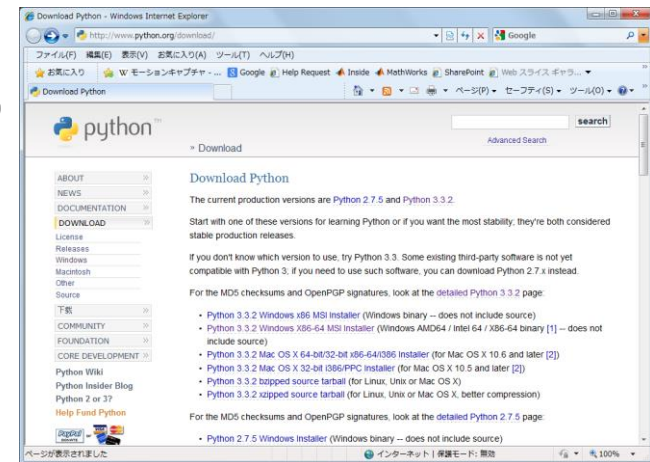 Download Python - Windows Internet Explorer
http://www.python.org/download/
Google
ファイル(F) 編集(E) 表示(V) お気に入り(A) ツール(T) ヘルプ(H)
お気に入り W モーションキャプチャ - ... Google Help Request Inside MathWorks SharePoint Web スライス ギャラ...
Download Python
ページ(P) セーフティ(S) ツール(O)
python™
search
Advanced Search
» Download
ABOUT »
NEWS »
DOCUMENTATION »
DOWNLOAD »
License
Releases
Windows
Macintosh
Other
Source
下載 »
COMMUNITY »
FOUNDATION »
CORE DEVELOPMENT »
Python Wiki
Python Insider Blog
Python 2 or 3?
Help Fund Python
PayPal
DONATE
Download Python
The current production versions are Python 2.7.5 and Python 3.3.2.
Start with one of these versions for learning Python or if you want the most stability; they're both considered
stable production releases.
If you don't know which version to use, try Python 3.3. Some existing third-party software is not yet
compatible with Python 3; if you need to use such software, you can download Python 2.7.x instead.
For the MD5 checksums and OpenPGP signatures, look at the detailed Python 3.3.2 page:
• Python 3.3.2 Windows x86 MSI Installer (Windows binary -- does not include source)
• Python 3.3.2 Windows X86-64 MSI Installer (Windows AMD64 / Intel 64 / X86-64 binary [1] -- does not
include source)
• Python 3.3.2 Mac OS X 64-bit/32-bit x86-64/i386 Installer (for Mac OS X 10.6 and later [2])
• Python 3.3.2 Mac OS X 32-bit i386/PPC Installer (for Mac OS X 10.5 and later [2])
• Python 3.3.2 bzipped source tarball (for Linux, Unix or Mac OS X)
• Python 3.3.2 xzipped source tarball (for Linux, Unix or Mac OS X, better compression)
For the MD5 checksums and OpenPGP signatures, look at the detailed Python 2.7.5 page:
• Python 2.7.5 Windows Installer (Windows binary -- does not include source)
ページが表示されました
インターネット | 保護モード: 無効
100%